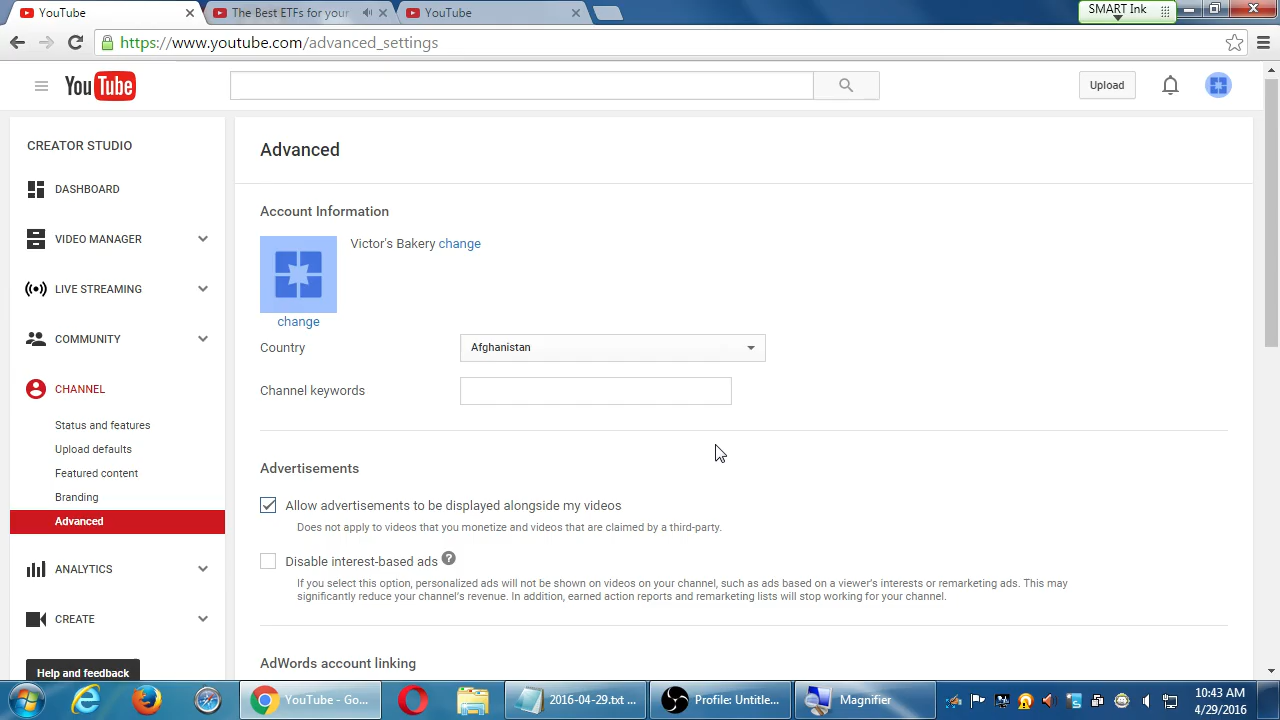 YouTube
The Best ETFs for your
YouTube
SMART Ink
https://www.youtube.com/advanced_settings
YouTube
Upload
CREATOR STUDIO
DASHBOARD
VIDEO MANAGER
LIVE STREAMING
COMMUNITY
CHANNEL
Status and features
Upload defaults
Featured content
Branding
Advanced
ANALYTICS
CREATE
Help and feedback
Advanced
Account Information
Victor's Bakery change
change
Country
Afghanistan
Channel keywords
Advertisements
Allow advertisements to be displayed alongside my videos
Does not apply to videos that you monetize and videos that are claimed by a third-party.
Disable interest-based ads ?
If you select this option, personalized ads will not be shown on videos on your channel, such as ads based on a viewer's interests or remarketing ads. This may
significantly reduce your channel's revenue. In addition, earned action reports and remarketing lists will stop working for your channel.
AdWords account linking
YouTube - Go...
2016-04-29.txt ...
Profile: Untitle...
Magnifier
10:43 AM
4/29/2016